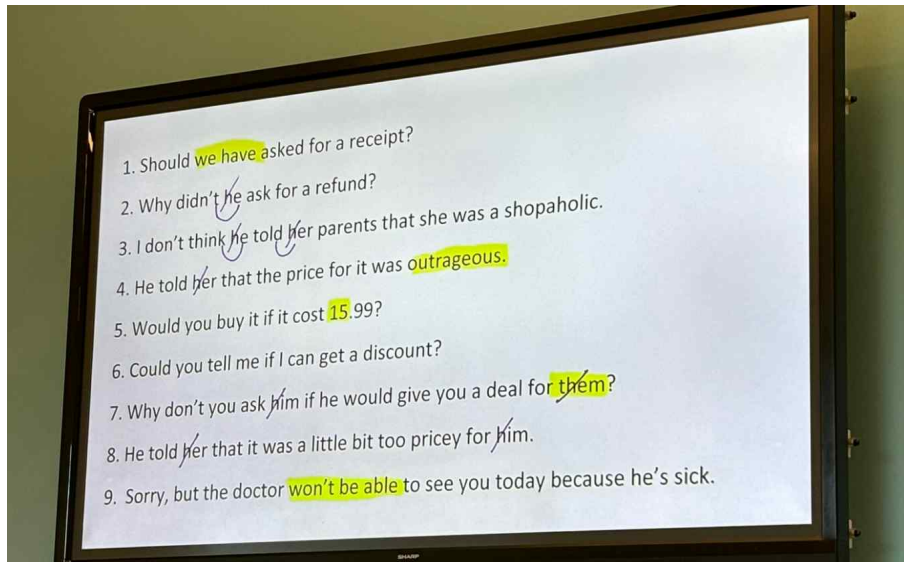 1. Should we have asked for a receipt?
2. Why didn't he ask for a refund?
3. I don't think he told her parents that she was a shopaholic.
4. He told her that the price for it was outrageous.
5. Would you buy it if it cost 15.99?
6. Could you tell me if I can get a discount?
7. Why don't you ask him if he would give you a deal for them?
8. He told her that it was a little bit too pricey for him.
9. Sorry, but the doctor won't be able to see you today because he's sick.
SHARP